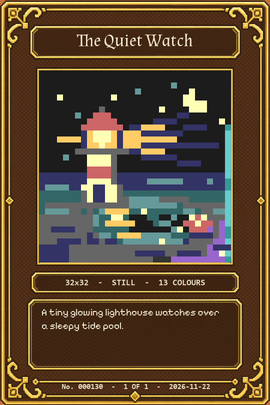 The Quiet Watch
32x32 - STILL - 13 COLOURS
A tiny glowing lighthouse watches over
a sleepy tide pool.
No. 000130 - 1 OF 1 - 2026-11-22